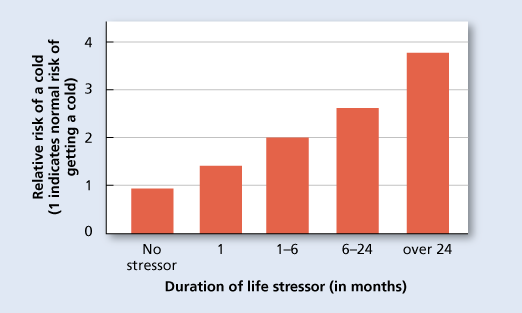 Relative risk of a cold
(1 indicates normal risk of
getting a cold)
4
3
2
1
0
No
stressor
1
1–6
6–24
over 24
Duration of life stressor (in months)